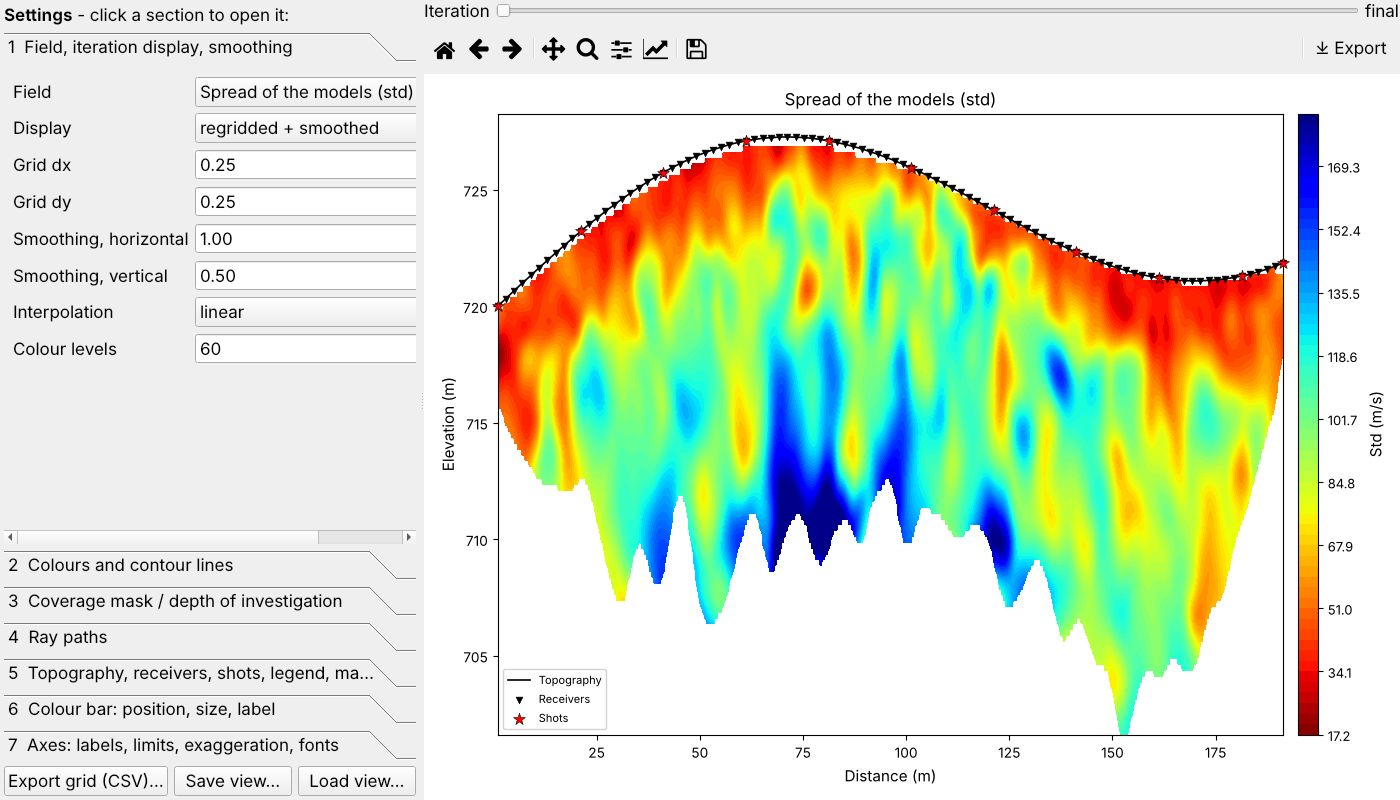 Settings - click a section to open it:
1 Field, iteration display, smoothing
Field
Spread of the models (std)
Display
regridded + smoothed
Grid dx
0.25
Grid dy
0.25
Smoothing, horizontal
1.00
Smoothing, vertical
0.50
Interpolation
linear
Colour levels
60
2 Colours and contour lines
3 Coverage mask / depth of investigation
4 Ray paths
5 Topography, receivers, shots, legend, ma...
6 Colour bar: position, size, label
7 Axes: labels, limits, exaggeration, fonts
Export grid (CSV)...
Save view...
Load view...
Iteration
final
Export
Spread of the models (std)
Elevation (m)
725
720
715
710
705
Topography
Receivers
Shots
25
50
75
100
125
150
175
Distance (m)
169.3
152.4
135.5
118.6
101.7
84.8
67.9
51.0
34.1
17.2
Std (m/s)